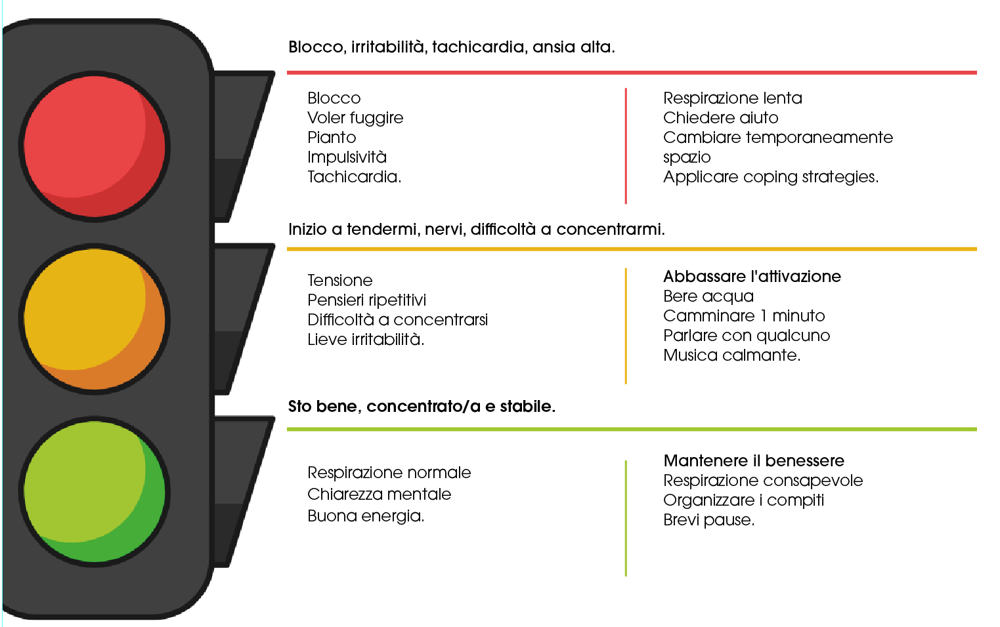 Blocco, irritabilità, tachicardia, ansia alta.
Blocco
Voler fuggire
Pianto
Impulsività
Tachicardia.
Respirazione lenta
Chiedere aiuto
Cambiare temporaneamente
spazio
Applicare coping strategies.
Inizio a tendermi, nervi, difficoltà a concentrarmi.
Tensione
Pensieri ripetitivi
Difficoltà a concentrarsi
Lieve irritabilità.
Abbassare l'attivazione
Bere acqua
Camminare 1 minuto
Parlare con qualcuno
Musica calmante.
Sto bene, concentrato/a e stabile.
Respirazione normale
Chiarezza mentale
Buona energia.
Mantenere il benessere
Respirazione consapevole
Organizzare i compiti
Brevi pause.